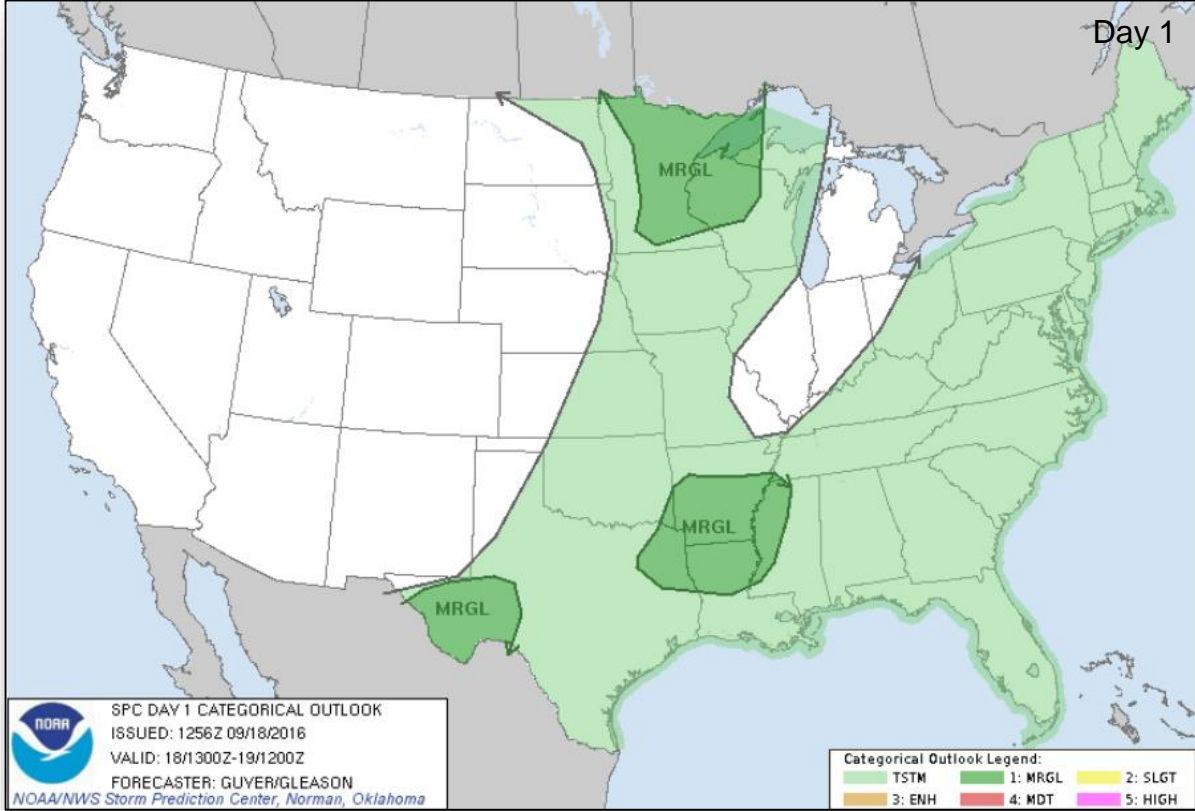 Day 1
MRGL
MRGL
MRGL
NOAA
SPC DAY 1 CATEGORICAL OUTLOOK
ISSUED: 1256Z 09/18/2016
VALID: 18/1300Z-19/1200Z
FORECASTER: GUYER/GLEASON
NOAA/NWS Storm Prediction Center, Norman, Oklahoma
Categorical Outlook Legend:
TSTM 1: MRGL 2: SLGT
3: ENH 4: MDT 5: HIGH